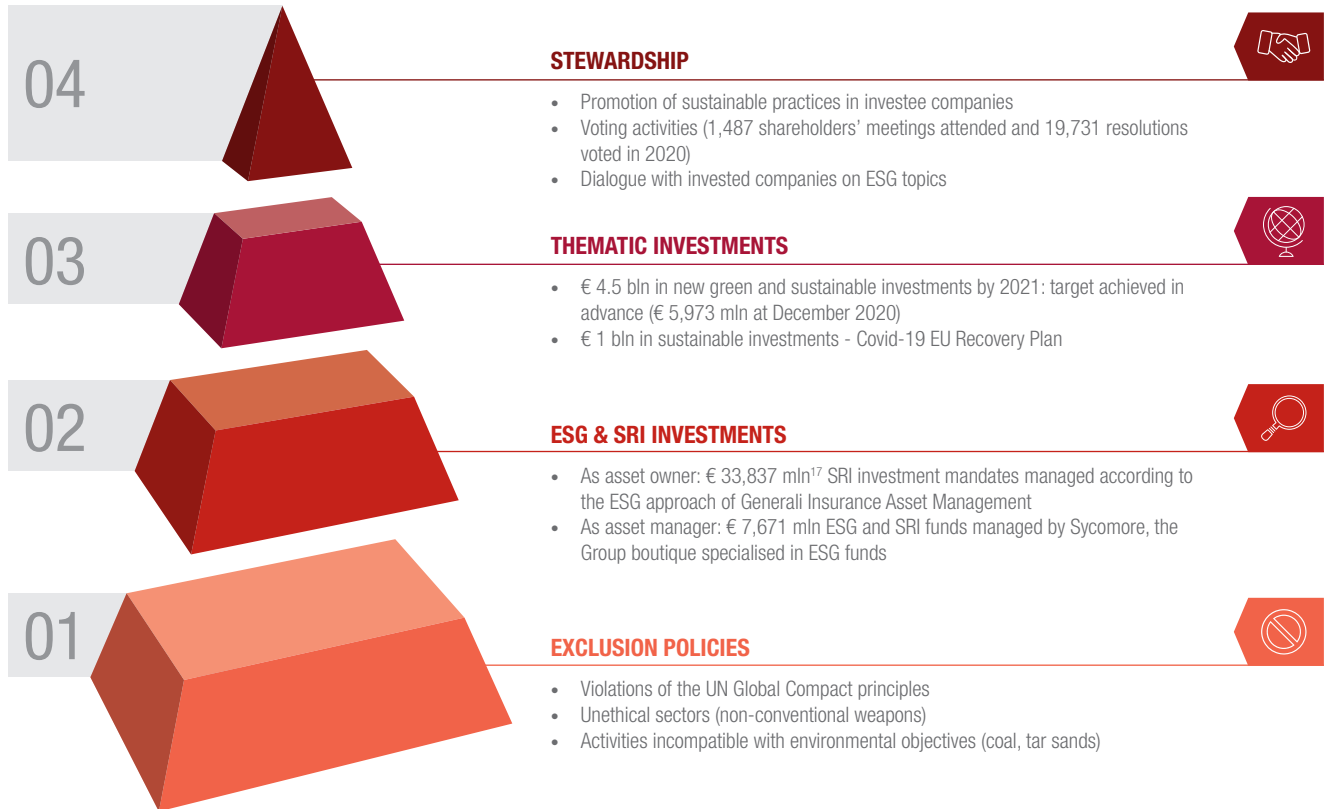 04
STEWARDSHIP
• Promotion of sustainable practices in investee companies
• Voting activities (1,487 shareholders’ meetings attended and 19,731 resolutions
voted in 2020)
• Dialogue with invested companies on ESG topics
03
THEMATIC INVESTMENTS
• € 4.5 bln in new green and sustainable investments by 2021: target achieved in
advance (€ 5,973 mln at December 2020)
• € 1 bln in sustainable investments - Covid-19 EU Recovery Plan
02
ESG & SRI INVESTMENTS
• As asset owner: € 33,837 mln17 SRI investment mandates managed according to
the ESG approach of Generali Insurance Asset Management
• As asset manager: € 7,671 mln ESG and SRI funds managed by Sycomore, the
Group boutique specialised in ESG funds
01
EXCLUSION POLICIES
• Violations of the UN Global Compact principles
• Unethical sectors (non-conventional weapons)
• Activities incompatible with environmental objectives (coal, tar sands)